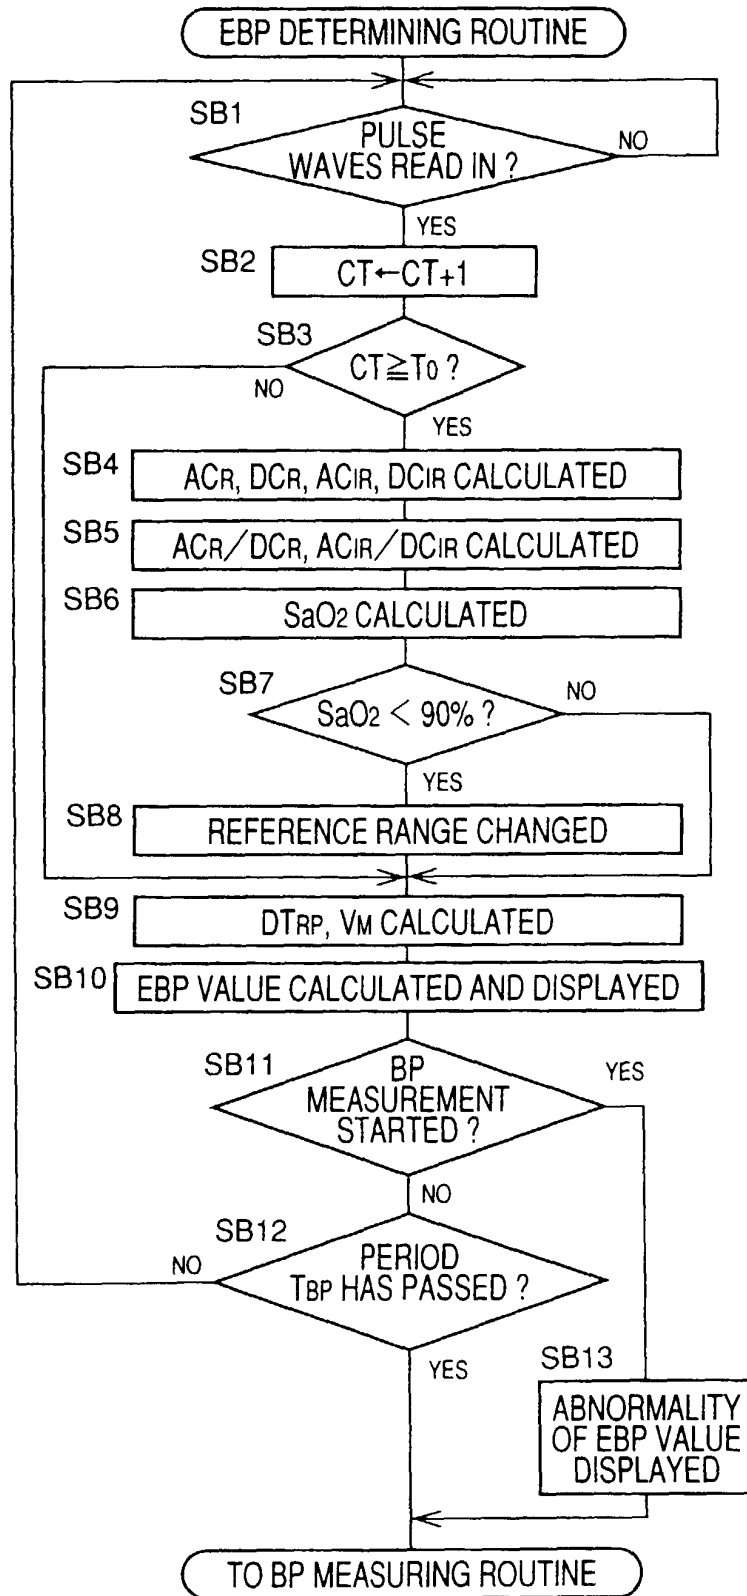 EBP DETERMINING ROUTINE
SB1
PULSE
WAVES READ IN ?
NO
YES
SB2
CT←CT+1
SB3
CT≧T0 ?
NO
YES
SB4
ACR, DCR, ACIR, DCIR CALCULATED
SB5
ACR/DCR, ACIR/DCIR CALCULATED
SB6
SaO2 CALCULATED
SB7
NO
SaO2 < 90% ?
YES
SB8
REFERENCE RANGE CHANGED
SB9
DTRP, VM CALCULATED
SB10
EBP VALUE CALCULATED AND DISPLAYED
SB11
BP
MEASUREMENT
STARTED ?
YES
NO
SB12
PERIOD
TBP HAS PASSED ?
NO
YES
SB13
ABNORMALITY
OF EBP VALUE
DISPLAYED
TO BP MEASURING ROUTINE